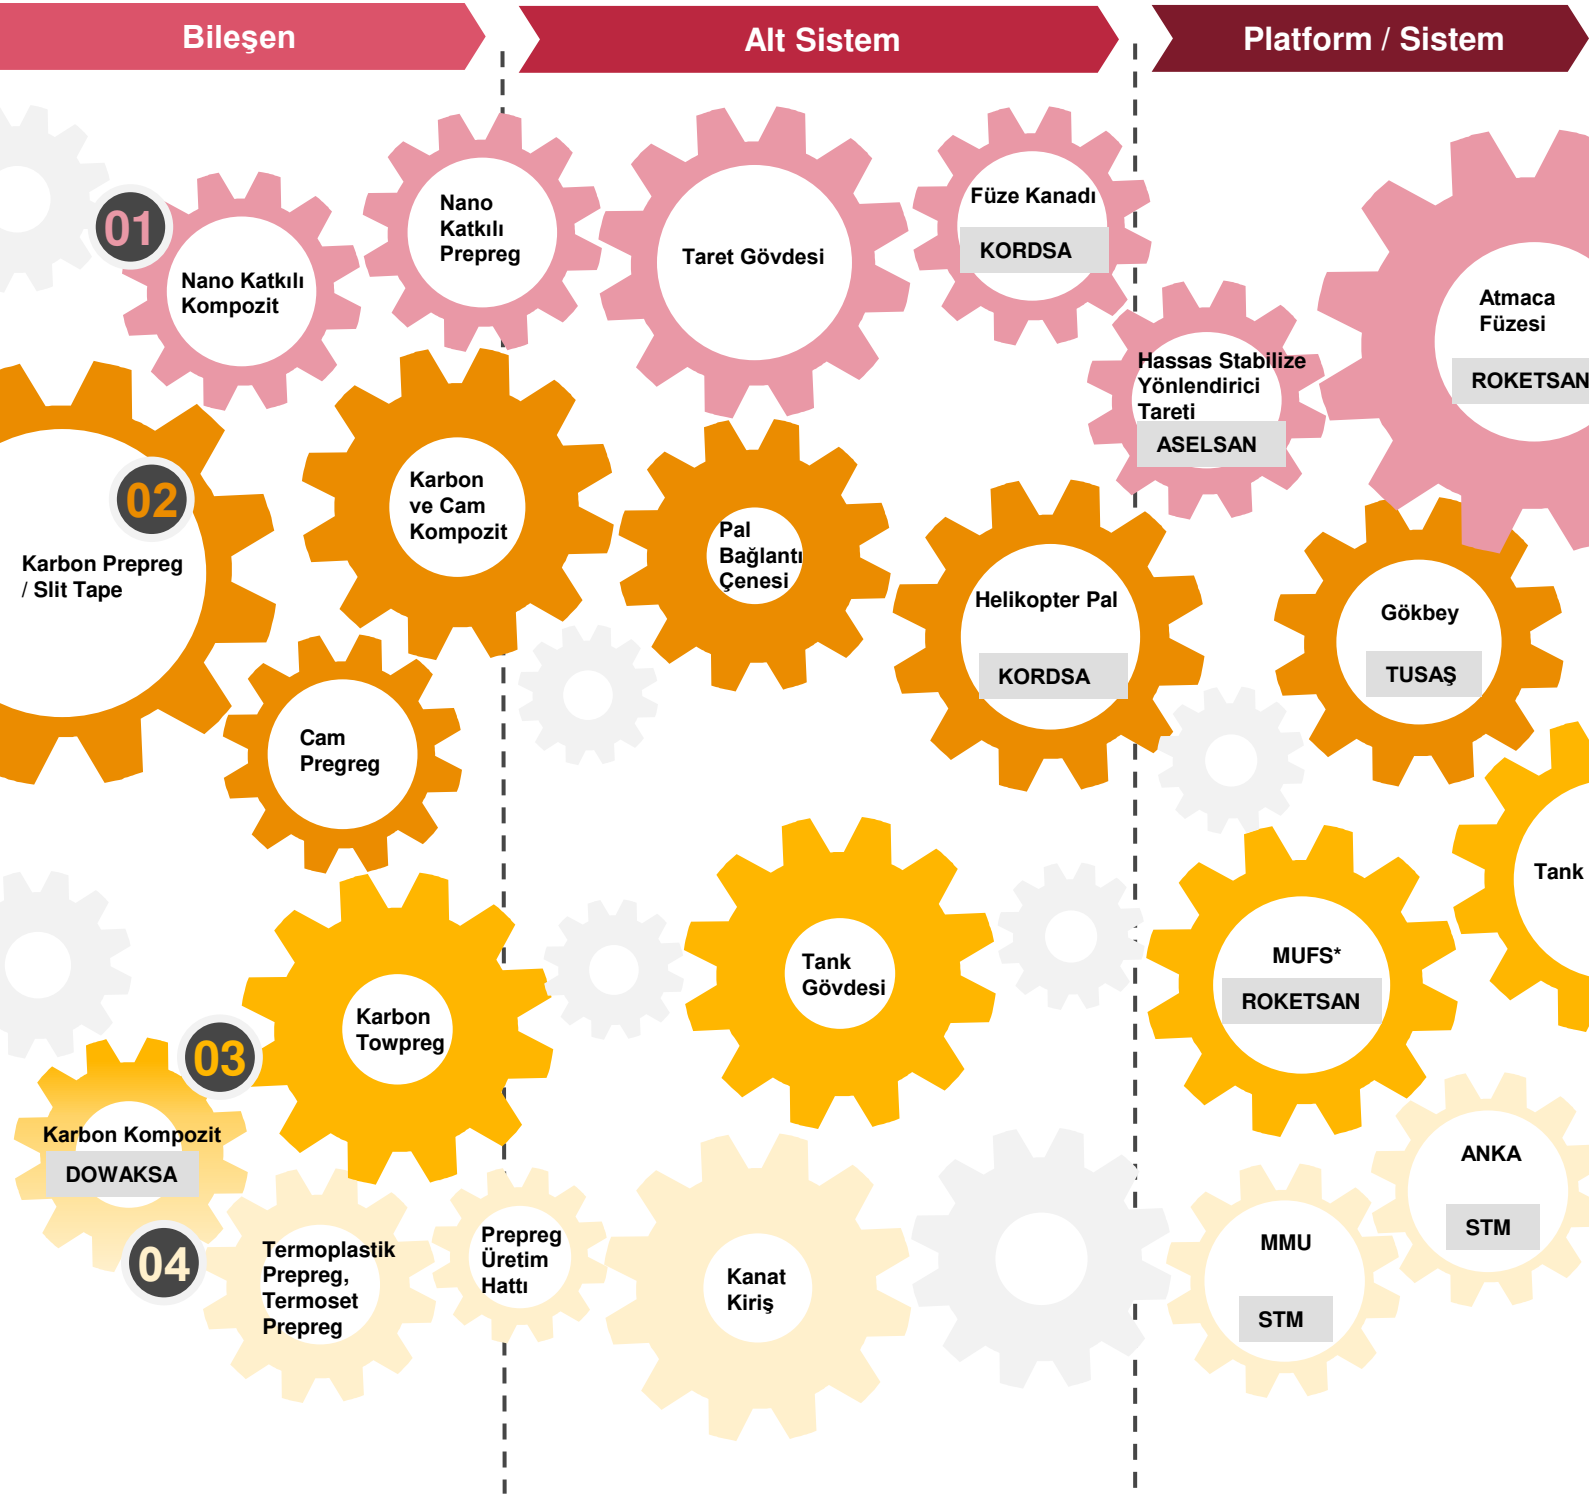 Bileşen
Alt Sistem
Platform / Sistem
01
Nano Katkılı
Kompozit
Nano
Katkılı
Prepreg
Taret Gövdesi
Füze Kanadı
KORDSA
Hassas Stabilize
Yönlendirici
Tareti
ASELSAN
Atmaca
Füzesi
ROKETSAN
02
Karbon Prepreg
/ Slit Tape
Karbon
ve Cam
Kompozit
Cam
Pregreg
Pal
Bağlantı
Çenesi
Helikopter Pal
KORDSA
Gökbey
TUSAŞ
03
Karbon Kompozit
DOWAKSA
Karbon
Towpreg
Tank
Gövdesi
MUFS*
ROKETSAN
Tank
04
Termoplastik
Prepreg,
Termoset
Prepreg
Prepreg
Üretim
Hattı
Kanat
Kiriş
MMU
STM
ANKA
STM